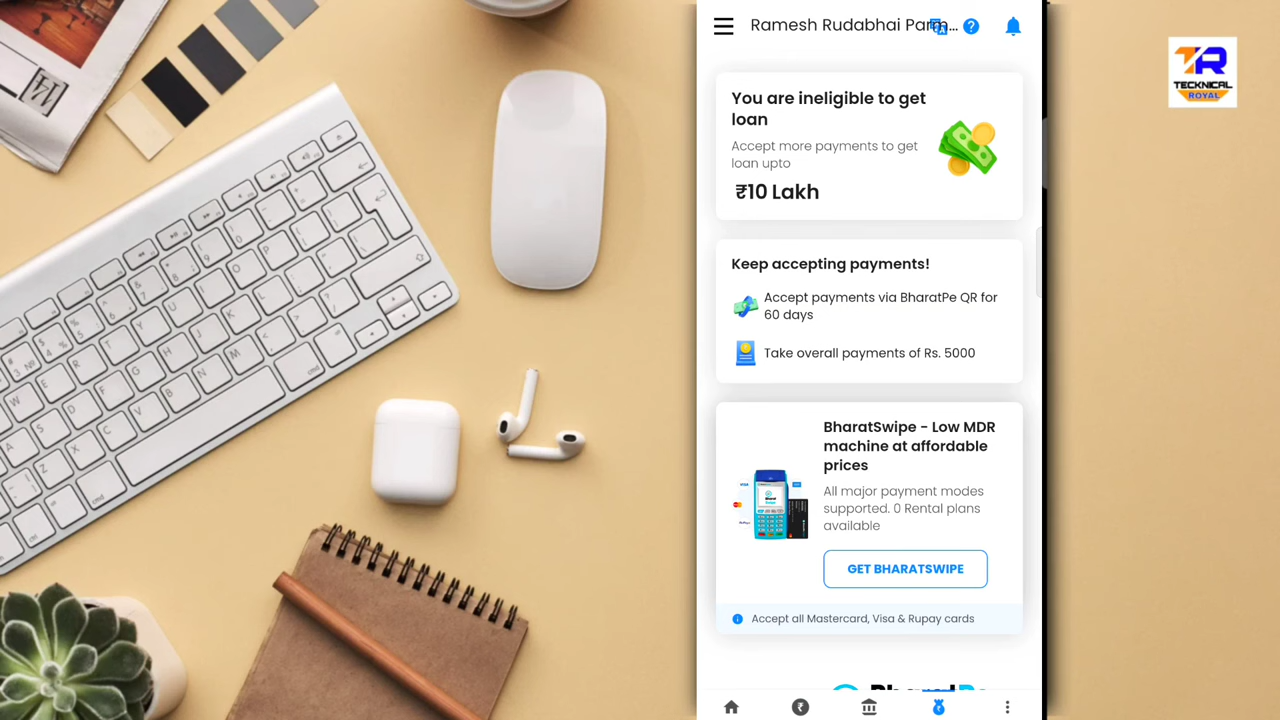 Ramesh Rudabhai Parm...
You are ineligible to get
loan
Accept more payments to get
loan upto
₹10 Lakh
Keep accepting payments!
Accept payments via BharatPe QR for
60 days
Take overall payments of Rs. 5000
BharatSwipe - Low MDR
machine at affordable
prices
All major payment modes
supported. 0 Rental plans
available
GET BHARATSWIPE
Accept all Mastercard, Visa & Rupay cards
TR
TECKNICAL
ROYAL